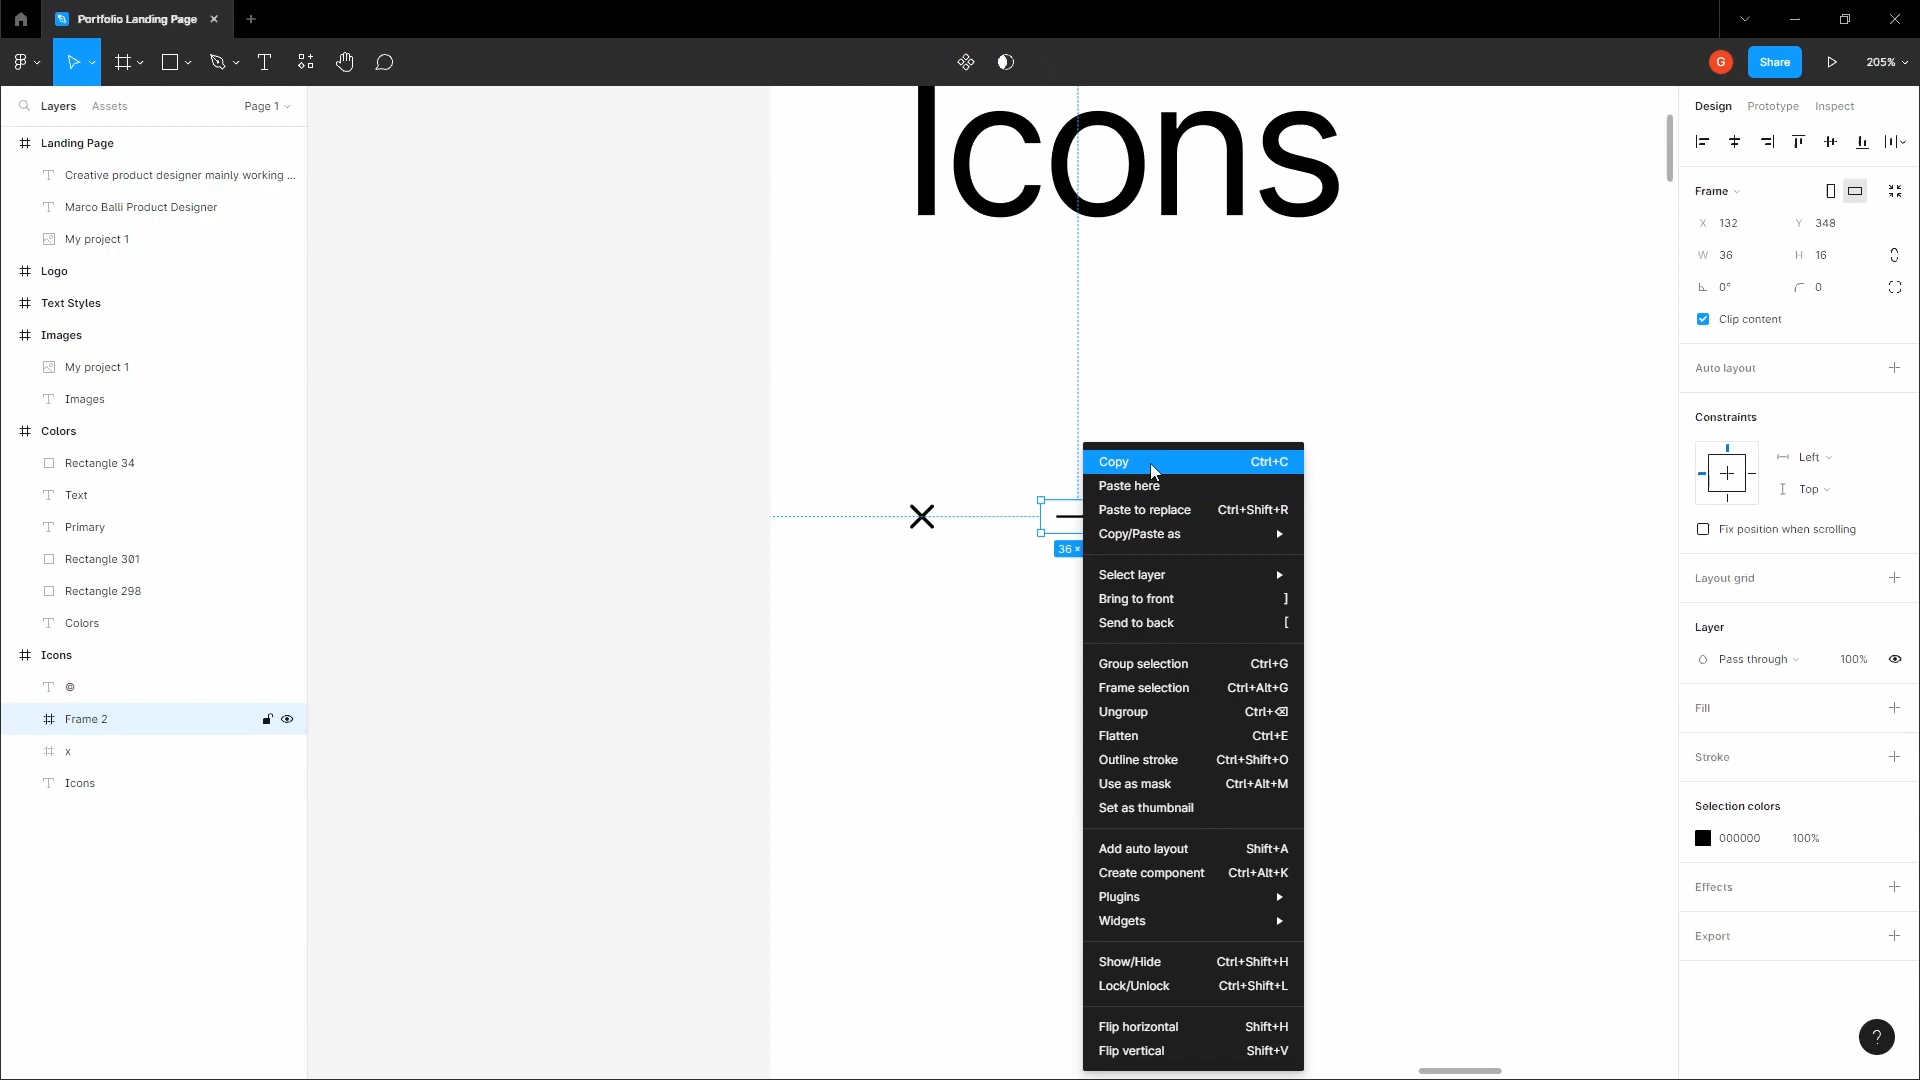 Portfolio Landing Page
G
Share
205%
Layers
Assets
Page 1
Landing Page
Creative product designer mainly working ...
Marco Balli Product Designer
My project 1
Logo
Text Styles
Images
My project 1
Images
Colors
Rectangle 34
Text
Primary
Rectangle 301
Rectangle 298
Colors
Icons
©
Frame 2
x
Icons
Icons
36 ×
Copy Ctrl+C
Paste here
Paste to replace Ctrl+Shift+R
Copy/Paste as
Select layer
Bring to front ]
Send to back [
Group selection Ctrl+G
Frame selection Ctrl+Alt+G
Ungroup Ctrl+⌫
Flatten Ctrl+E
Outline stroke Ctrl+Shift+O
Use as mask Ctrl+Alt+M
Set as thumbnail
Add auto layout Shift+A
Create component Ctrl+Alt+K
Plugins
Widgets
Show/Hide Ctrl+Shift+H
Lock/Unlock Ctrl+Shift+L
Flip horizontal Shift+H
Flip vertical Shift+V
Design
Prototype
Inspect
Frame
X 132 Y 348
W 36 H 16
0° 0
Clip content
Auto layout
Constraints
Left
Top
Fix position when scrolling
Layout grid
Layer
Pass through 100%
Fill
Stroke
Selection colors
000000 100%
Effects
Export
?